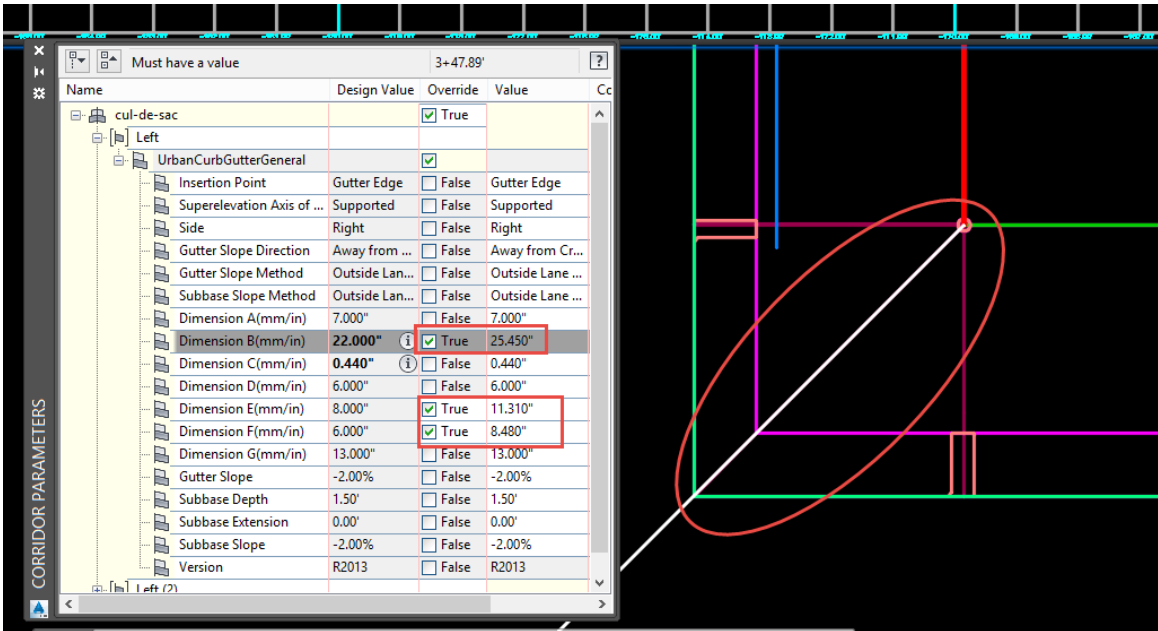 Must have a value 3+47.89' ?
Name Design Value Override Value Cc
cul-de-sac True
Left
UrbanCurbGutterGeneral
Insertion Point Gutter Edge False Gutter Edge
Superelevation Axis of ... Supported False Supported
Side Right False Right
Gutter Slope Direction Away from ... False Away from Cr...
Gutter Slope Method Outside Lan... False Outside Lane ...
Subbase Slope Method Outside Lan... False Outside Lane ...
Dimension A(mm/in) 7.000" False 7.000"
Dimension B(mm/in) 22.000" i True 25.450"
Dimension C(mm/in) 0.440" i False 0.440"
Dimension D(mm/in) 6.000" False 6.000"
Dimension E(mm/in) 8.000" True 11.310"
Dimension F(mm/in) 6.000" True 8.480"
Dimension G(mm/in) 13.000" False 13.000"
Gutter Slope -2.00% False -2.00%
Subbase Depth 1.50' False 1.50'
Subbase Extension 0.00' False 0.00'
Subbase Slope -2.00% False -2.00%
Version R2013 False R2013
Left (2)
CORRIDOR PARAMETERS